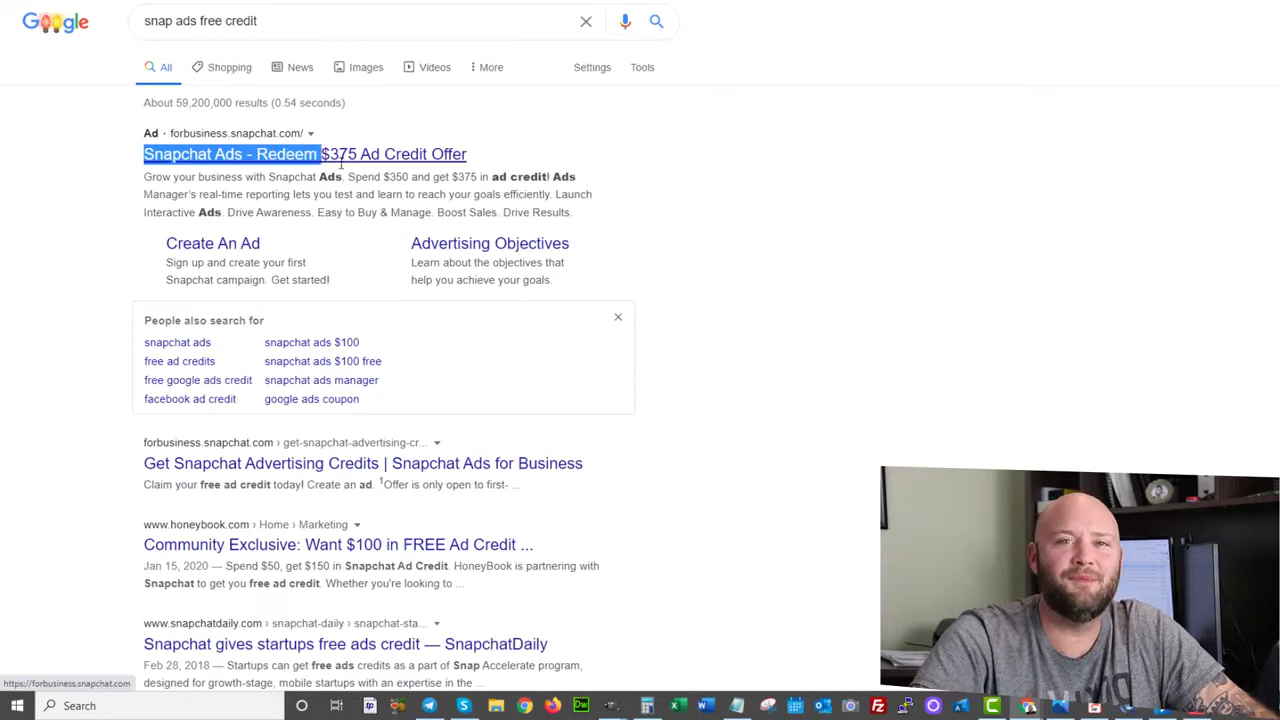 Google
snap ads free credit
All
Shopping
News
Images
Videos
More
Settings
Tools
About 59,200,000 results (0.54 seconds)
Ad · forbusiness.snapchat.com/
Snapchat Ads - Redeem $375 Ad Credit Offer
Grow your business with Snapchat Ads. Spend $350 and get $375 in ad credit! Ads
Manager's real-time reporting lets you test and learn to reach your goals efficiently. Launch
Interactive Ads. Drive Awareness. Easy to Buy & Manage. Boost Sales. Drive Results.
Create An Ad
Sign up and create your first
Snapchat campaign. Get started!
Advertising Objectives
Learn about the objectives that
help you achieve your goals.
People also search for
snapchat ads
snapchat ads $100
free ad credits
snapchat ads $100 free
free google ads credit
snapchat ads manager
facebook ad credit
google ads coupon
forbusiness.snapchat.com › get-snapchat-advertising-cr...
Get Snapchat Advertising Credits | Snapchat Ads for Business
Claim your free ad credit today! Create an ad. 1Offer is only open to first- ...
www.honeybook.com › Home › Marketing
Community Exclusive: Want $100 in FREE Ad Credit ...
Jan 15, 2020 — Spend $50, get $150 in Snapchat Ad Credit. HoneyBook is partnering with
Snapchat to get you free ad credit. Whether you're looking to ...
www.snapchatdaily.com › snapchat-daily › snapchat-sta...
Snapchat gives startups free ads credit — SnapchatDaily
Feb 28, 2018 — Startups can get free ads credits as a part of Snap Accelerate program,
designed for growth-stage, mobile startups with an expertise in the ...
https://forbusiness.snapchat.com
Search